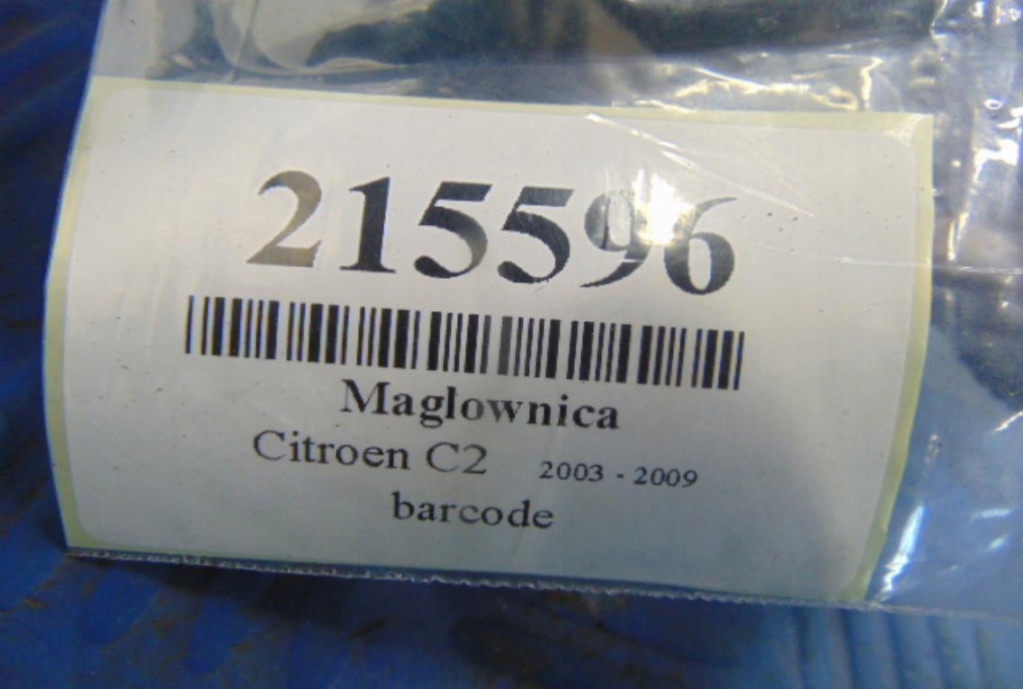 215596
Maglownica
Citroen C2 2003 - 2009
barcode